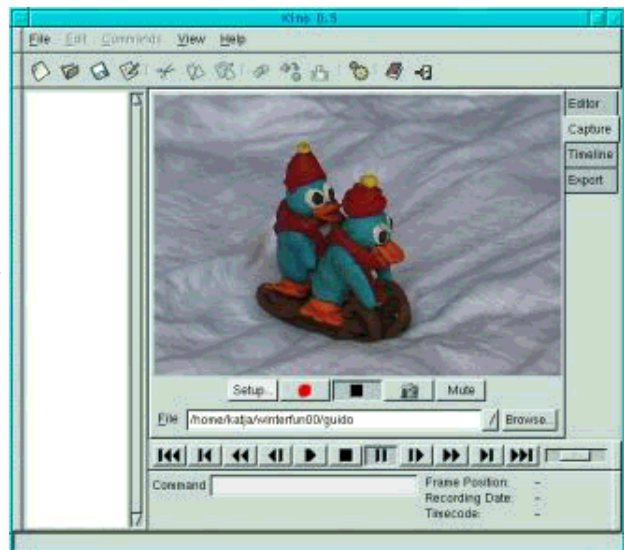 Kino 0.5
File Edit Commands View Help
Editor
Capture
Timeline
Export
Setup... Mute
File /home/katja/winterfun00/guido Browse...
Command
Frame Position: -
Recording Date: -
Timecode: -